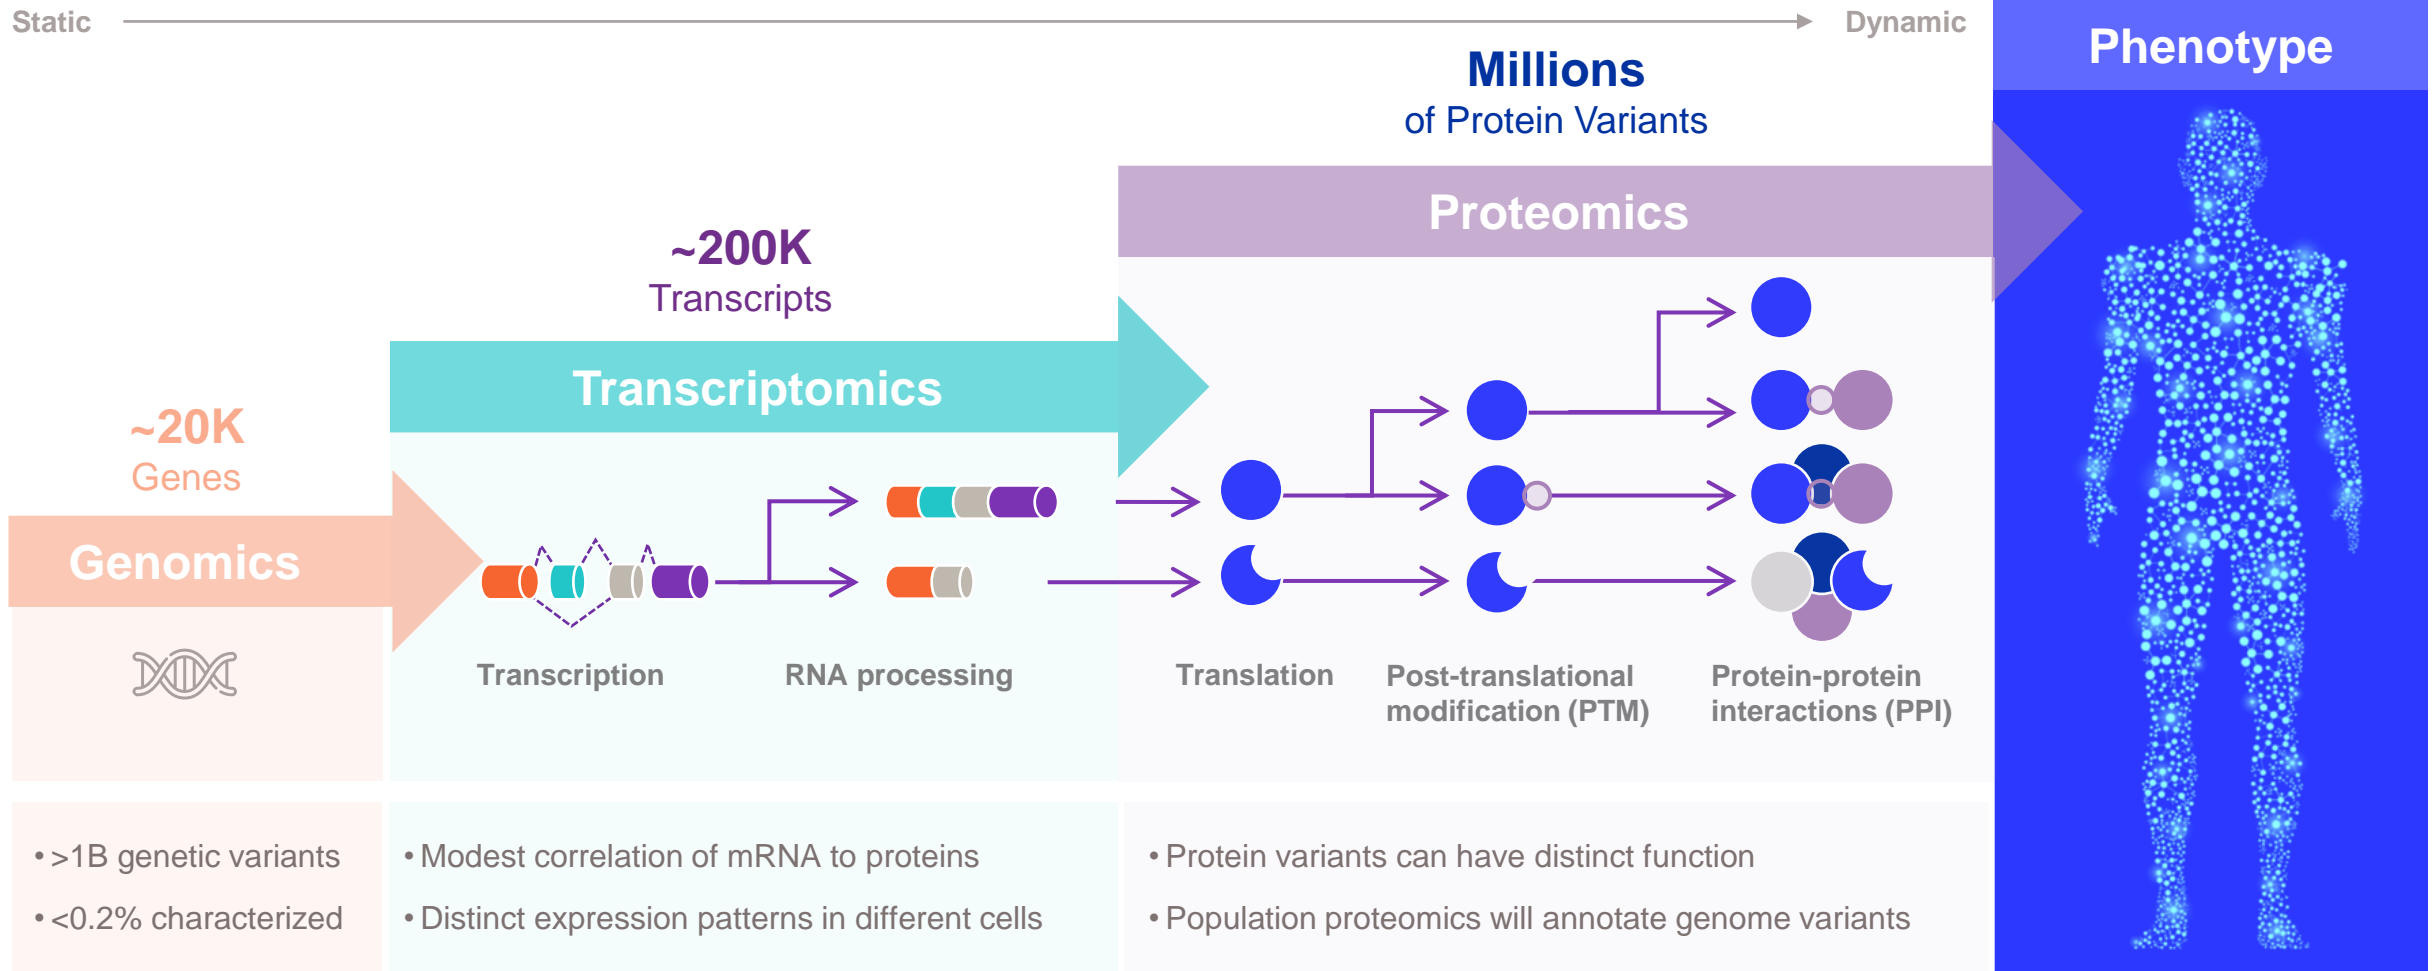 Static
Dynamic
Phenotype
Millions
of Protein Variants
Proteomics
~200K
Transcripts
Transcriptomics
~20K
Genes
Genomics
Transcription
RNA processing
Translation
Post-translational
modification (PTM)
Protein-protein
interactions (PPI)
• >1B genetic variants
• <0.2% characterized
• Modest correlation of mRNA to proteins
• Distinct expression patterns in different cells
• Protein variants can have distinct function
• Population proteomics will annotate genome variants